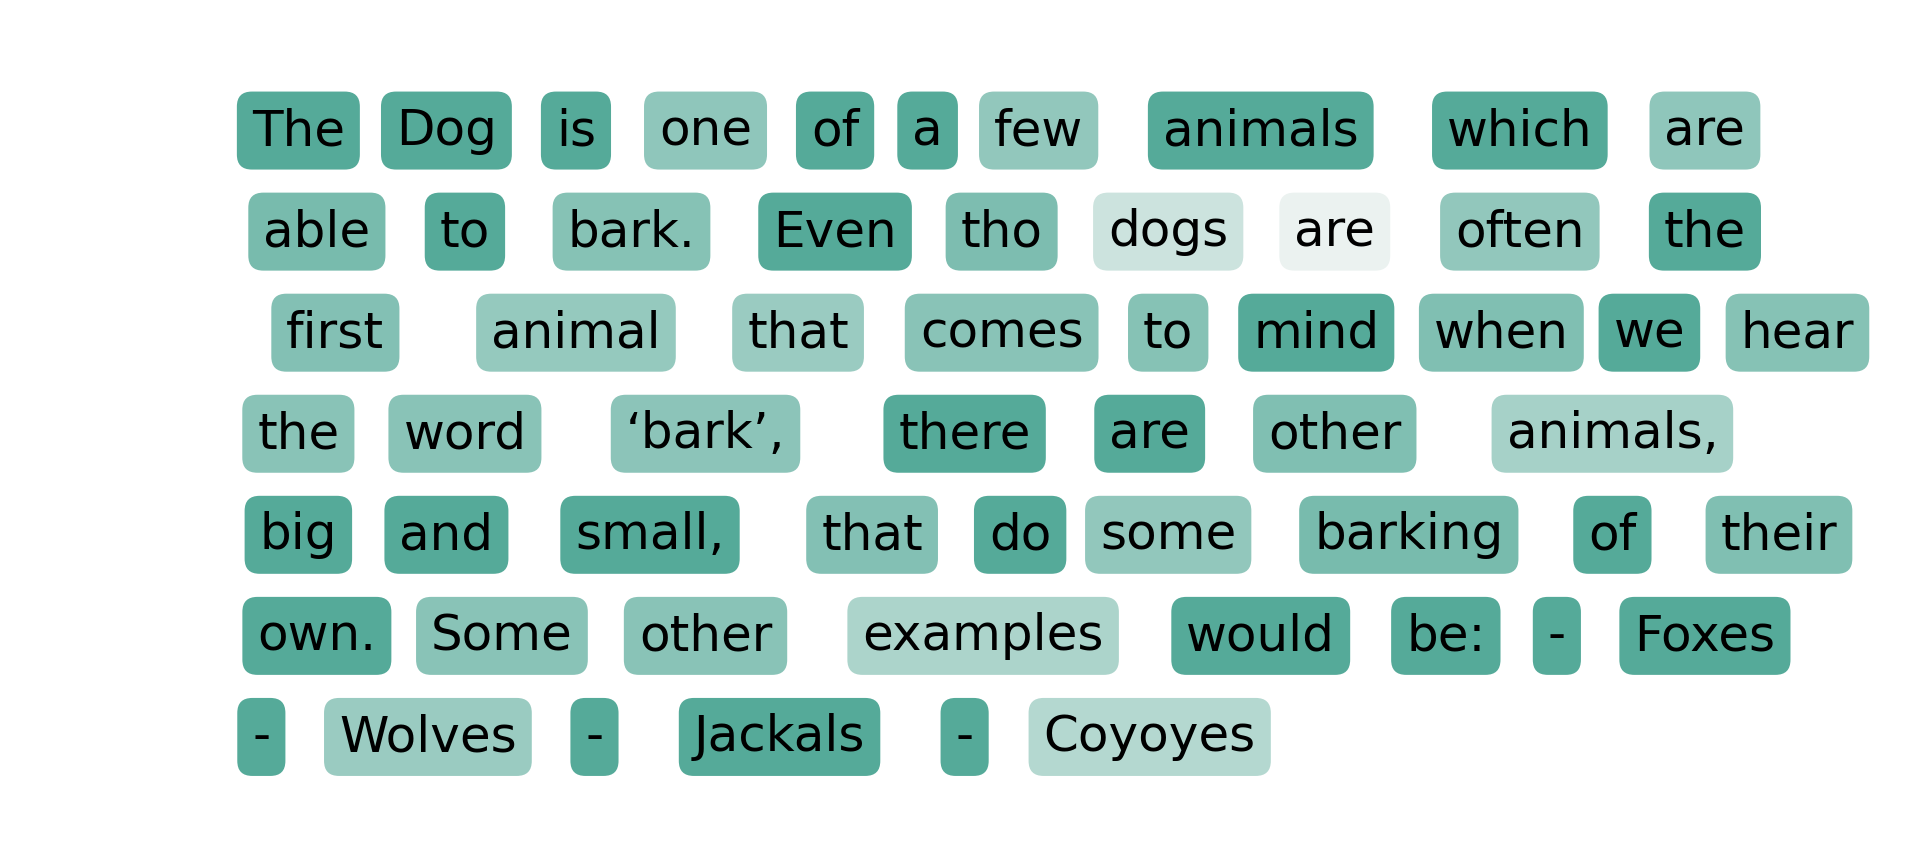 The Dog is one of a few animals which are
able to bark. Even tho dogs are often the
first animal that comes to mind when we hear
the word ‘bark’, there are other animals,
big and small, that do some barking of their
own. Some other examples would be: - Foxes
- Wolves - Jackals - Coyoyes